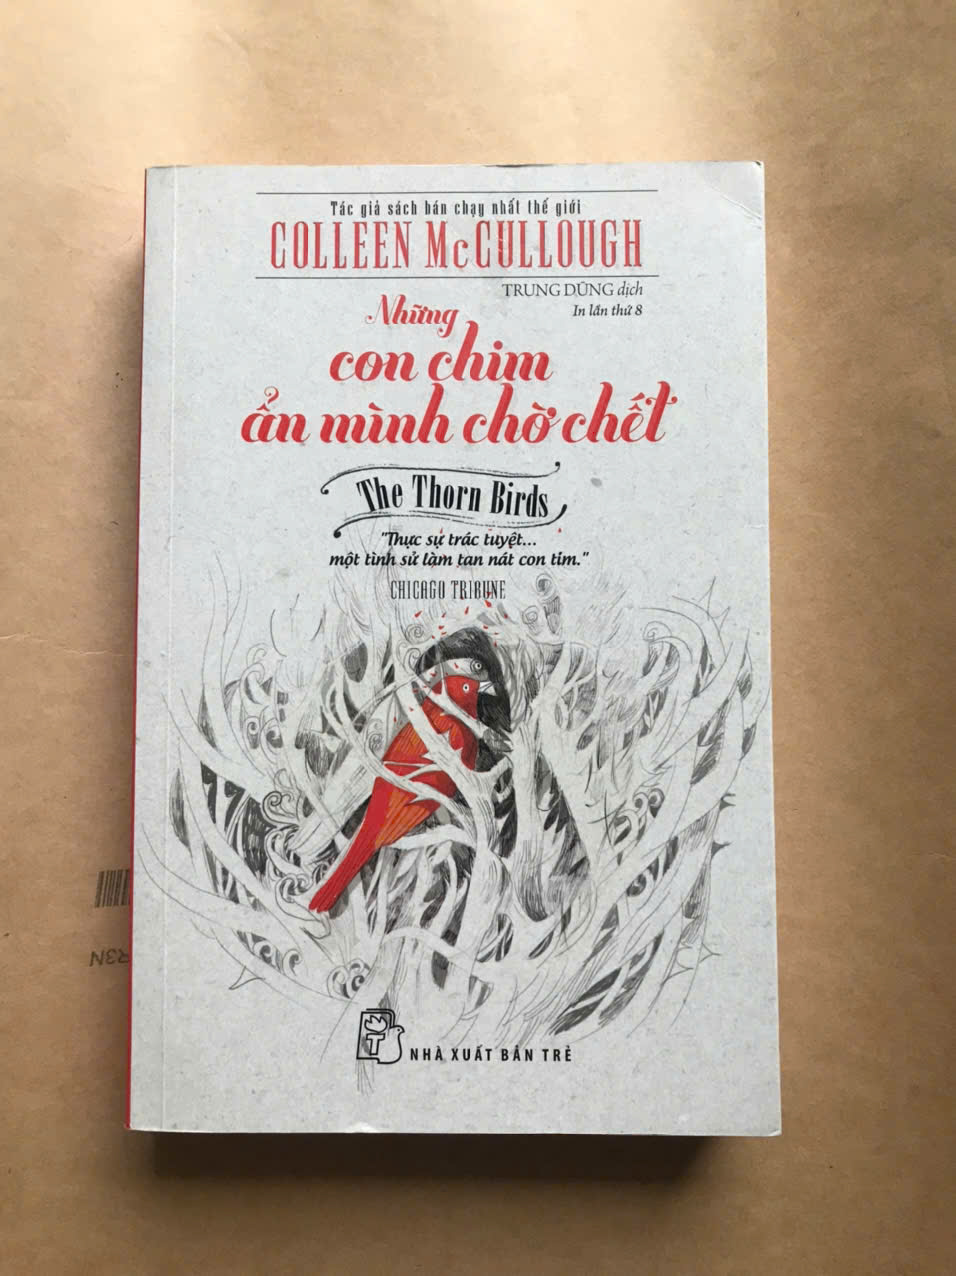 Tác giả sách bán chạy nhất thế giới
COLLEEN McCULLOUGH
TRUNG DŨNG dịch
In lần thứ 8
Những
con chim
ẩn mình chờ chết
The Thorn Birds
"Thực sự trác tuyệt...
một tình sử làm tan nát con tim."
CHICAGO TRIBUNE
NHÀ XUẤT BẢN TRẺ